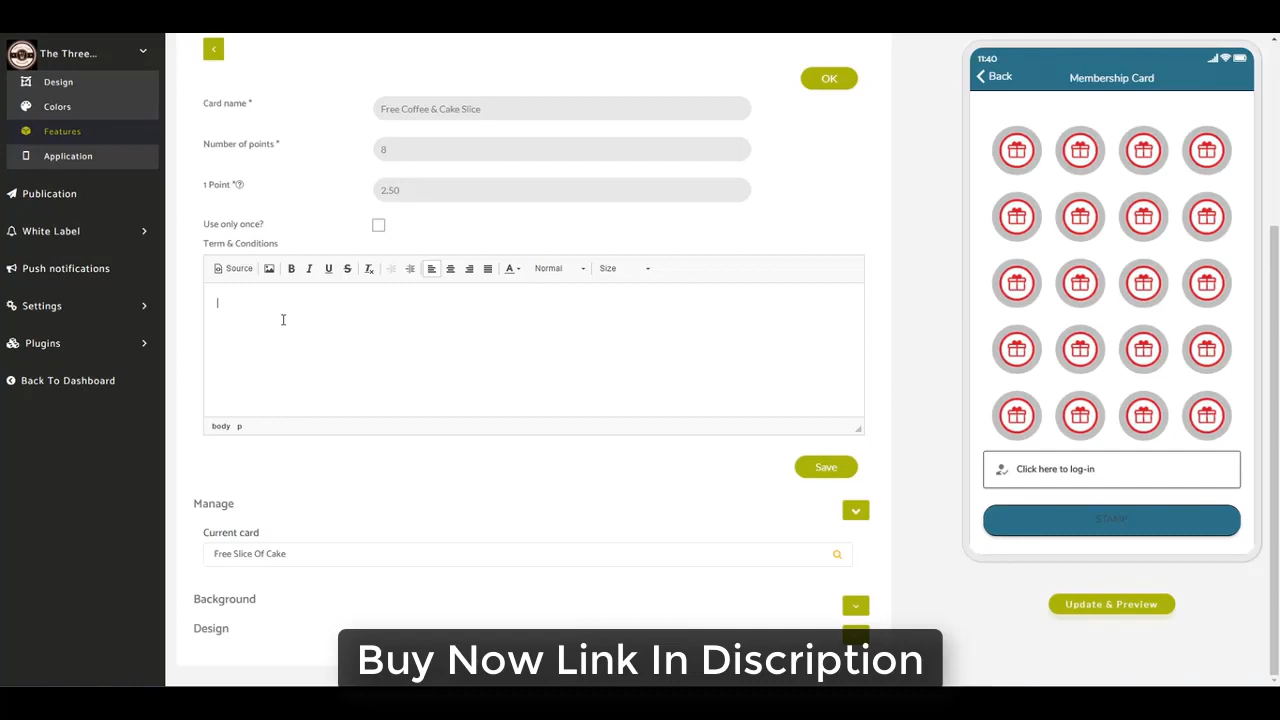 The Three...
Design
Colors
Features
Application
Publication
White Label
Push notifications
Settings
Plugins
Back To Dashboard
OK
Card name *
Free Coffee & Cake Slice
Number of points *
8
1 Point *
2.50
Use only once?
Term & Conditions
Source
B I U S Tx A Normal Size
body p
Save
Manage
Current card
Free Slice Of Cake
Background
Design
11:40
Back
Membership Card
Click here to log-in
STAMP
Update & Preview
Buy Now Link In Discription